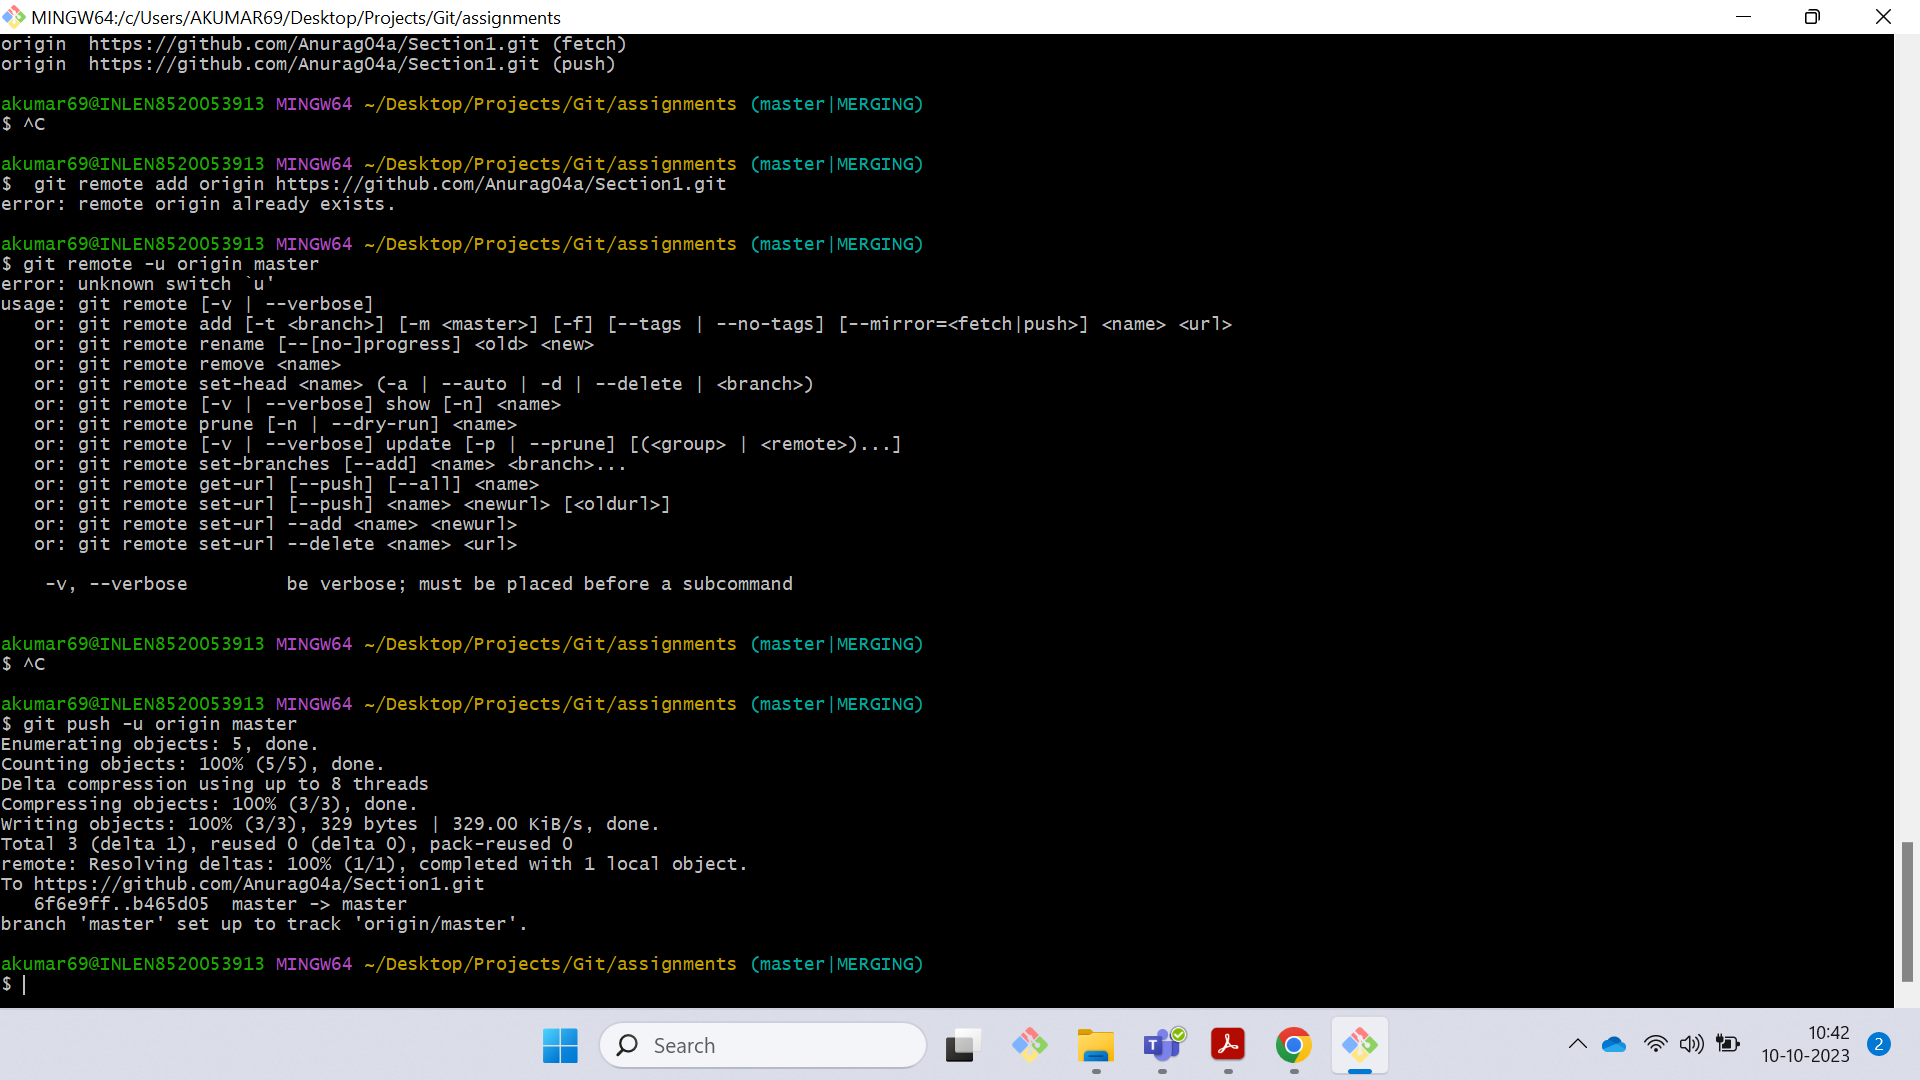 MINGW64:/c/Users/AKUMAR69/Desktop/Projects/Git/assignments
origin  https://github.com/Anurag04a/Section1.git (fetch)
origin  https://github.com/Anurag04a/Section1.git (push)
akumar69@INLEN8520053913 MINGW64 ~/Desktop/Projects/Git/assignments (master|MERGING)
$ ^C
akumar69@INLEN8520053913 MINGW64 ~/Desktop/Projects/Git/assignments (master|MERGING)
$  git remote add origin https://github.com/Anurag04a/Section1.git
error: remote origin already exists.
akumar69@INLEN8520053913 MINGW64 ~/Desktop/Projects/Git/assignments (master|MERGING)
$ git remote -u origin master
error: unknown switch `u'
usage: git remote [-v | --verbose]
   or: git remote add [-t <branch>] [-m <master>] [-f] [--tags | --no-tags] [--mirror=<fetch|push>] <name> <url>
   or: git remote rename [--[no-]progress] <old> <new>
   or: git remote remove <name>
   or: git remote set-head <name> (-a | --auto | -d | --delete | <branch>)
   or: git remote [-v | --verbose] show [-n] <name>
   or: git remote prune [-n | --dry-run] <name>
   or: git remote [-v | --verbose] update [-p | --prune] [(<group> | <remote>)...]
   or: git remote set-branches [--add] <name> <branch>...
   or: git remote get-url [--push] [--all] <name>
   or: git remote set-url [--push] <name> <newurl> [<oldurl>]
   or: git remote set-url --add <name> <newurl>
   or: git remote set-url --delete <name> <url>
    -v, --verbose         be verbose; must be placed before a subcommand
akumar69@INLEN8520053913 MINGW64 ~/Desktop/Projects/Git/assignments (master|MERGING)
$ ^C
akumar69@INLEN8520053913 MINGW64 ~/Desktop/Projects/Git/assignments (master|MERGING)
$ git push -u origin master
Enumerating objects: 5, done.
Counting objects: 100% (5/5), done.
Delta compression using up to 8 threads
Compressing objects: 100% (3/3), done.
Writing objects: 100% (3/3), 329 bytes | 329.00 KiB/s, done.
Total 3 (delta 1), reused 0 (delta 0), pack-reused 0
remote: Resolving deltas: 100% (1/1), completed with 1 local object.
To https://github.com/Anurag04a/Section1.git
   6f6e9ff..b465d05  master -> master
branch 'master' set up to track 'origin/master'.
akumar69@INLEN8520053913 MINGW64 ~/Desktop/Projects/Git/assignments (master|MERGING)
$
Search
T
10:42
10-10-2023
2